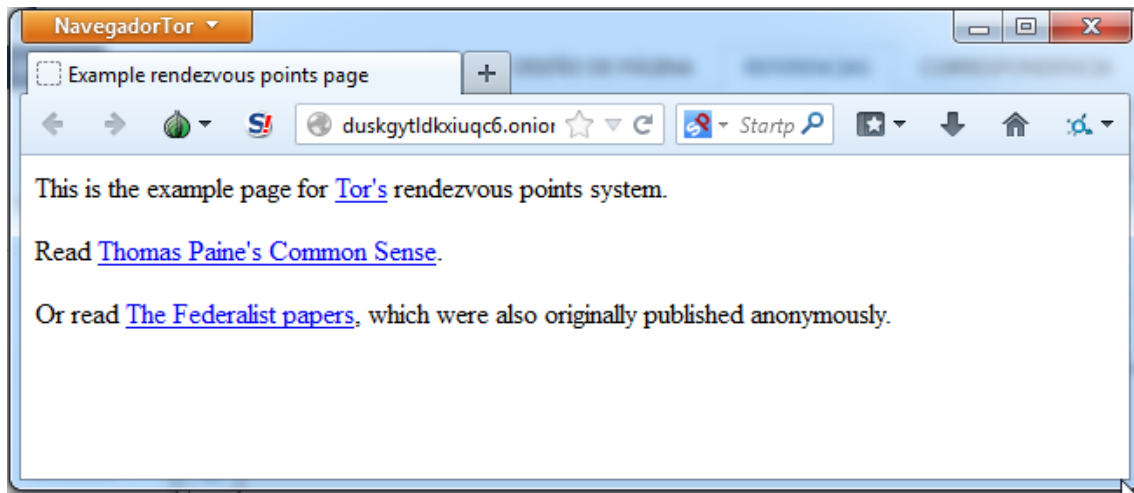 NavegadorTor
Example rendezvous points page
duskgytldkxiuqc6.onion
Startp
This is the example page for Tor's rendezvous points system.
Read Thomas Paine's Common Sense.
Or read The Federalist papers, which were also originally published anonymously.